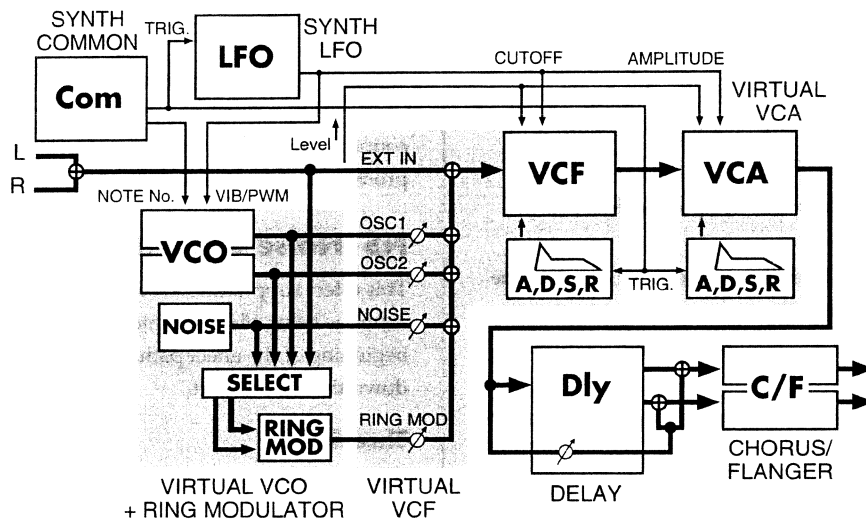 SYNTH
COMMON
TRIG.
LFO
SYNTH
LFO
CUTOFF
AMPLITUDE
Com
VIRTUAL
VCA
Level
L
R
EXT IN
VCF
VCA
NOTE No.
VIB/PWM
VCO
OSC1
OSC2
A,D,S,R
TRIG.
A,D,S,R
NOISE
NOISE
SELECT
Dly
C/F
RING
MOD
RING MOD
CHORUS/
FLANGER
VIRTUAL VCO
+ RING MODULATOR
VIRTUAL
VCF
DELAY